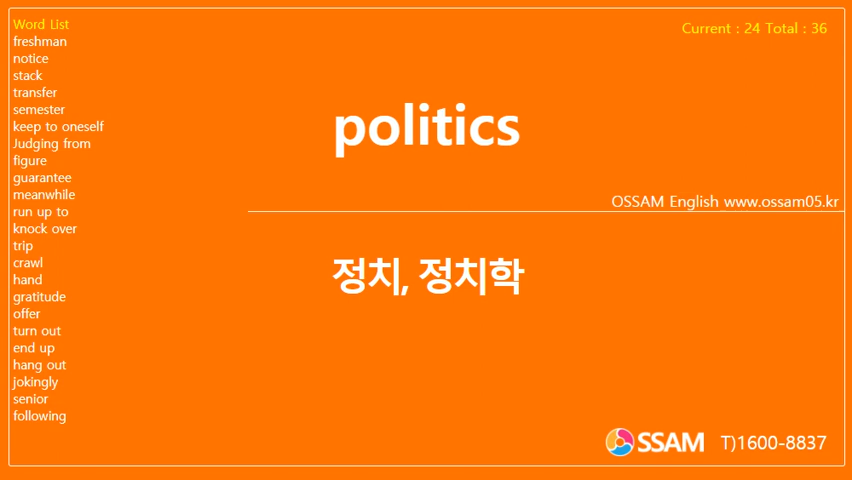 Word List
freshman
notice
stack
transfer
semester
keep to oneself
Judging from
figure
guarantee
meanwhile
run up to
knock over
trip
crawl
hand
gratitude
offer
turn out
end up
hang out
jokingly
senior
following
Current : 24 Total : 36
politics
OSSAM English www.ossam05.kr
정치, 정치학
OSSAM T)1600-8837